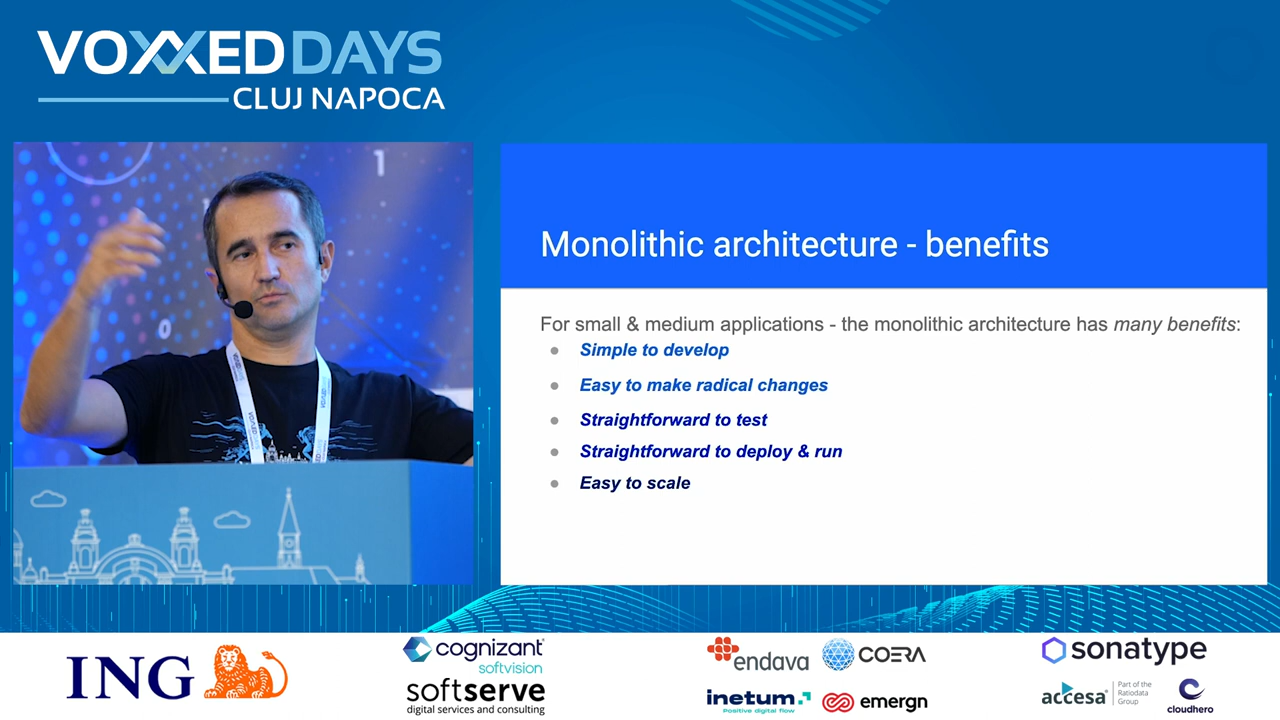 VOXXED DAYS
CLUJ NAPOCA
1
0
Monolithic architecture - benefits
For small & medium applications - the monolithic architecture has many benefits:
● Simple to develop
● Easy to make radical changes
● Straightforward to test
● Straightforward to deploy & run
● Easy to scale
ING
cognizant
softvision
softserve
digital services and consulting
endava
COERA
inetum.
Positive digital flow
emergn
sonatype
accesa
Part of the
Ratiodata
Group
cloudhero